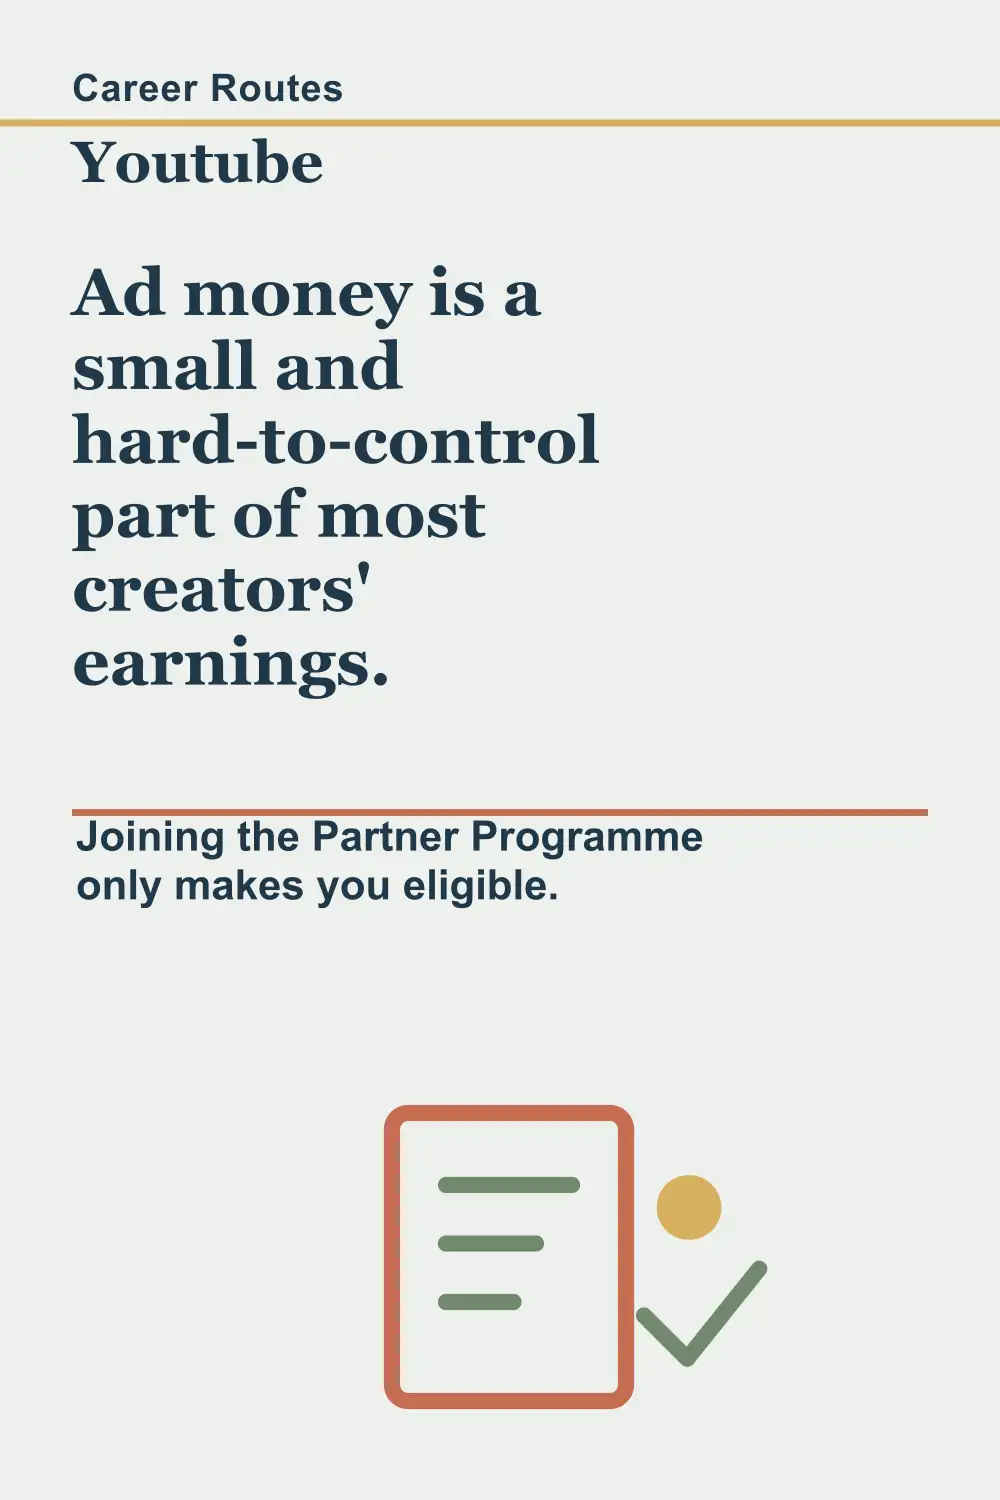 Career Routes
Youtube
Ad money is a
small and
hard-to-control
part of most
creators'
earnings.
Joining the Partner Programme
only makes you eligible.